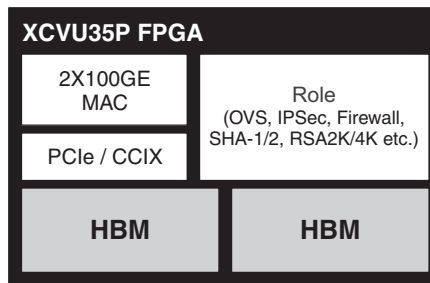 XCVU35P FPGA
2X100GE
MAC
PCIe / CCIX
Role
(OVS, IPSec, Firewall,
SHA-1/2, RSA2K/4K etc.)
HBM
HBM